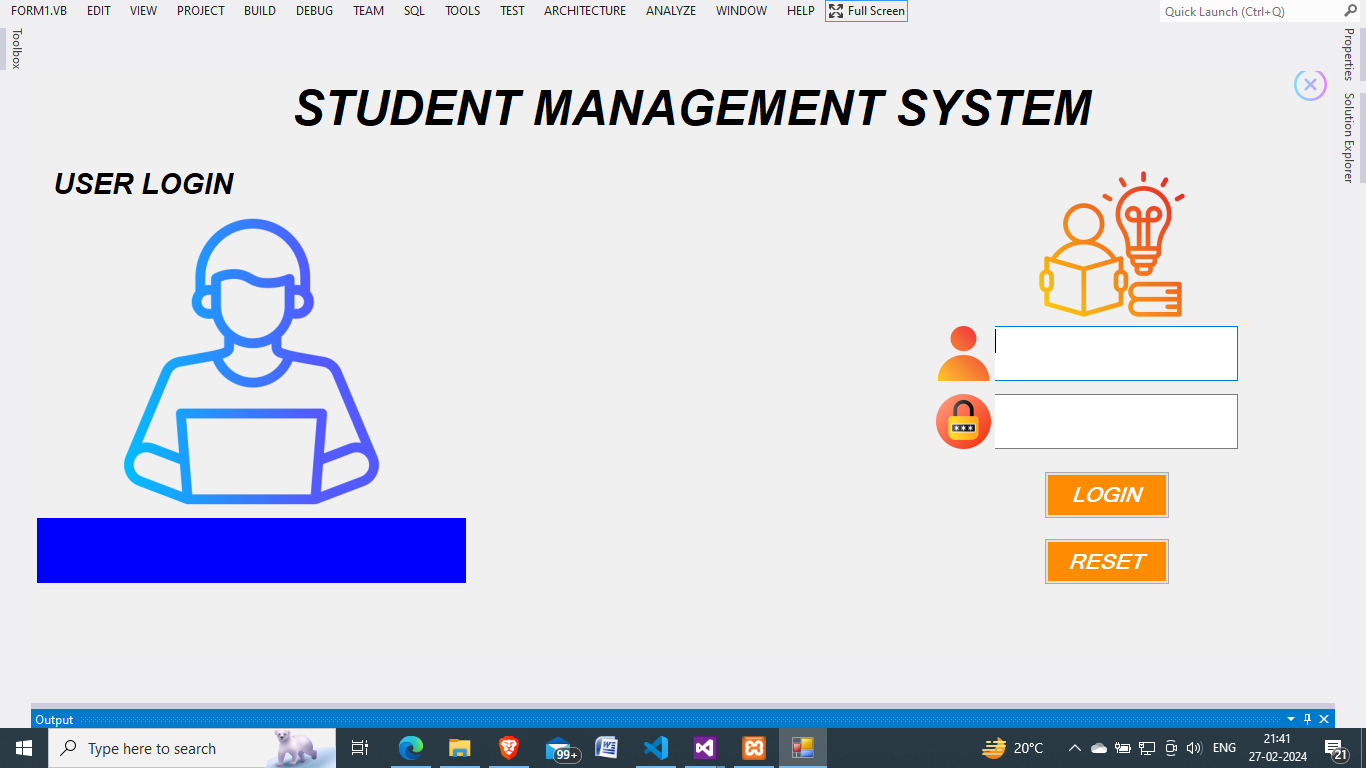 FORM1.VB EDIT VIEW PROJECT BUILD DEBUG TEAM SQL TOOLS TEST ARCHITECTURE ANALYZE WINDOW HELP Full Screen Quick Launch (Ctrl+Q)
Toolbox
Properties
Solution Explorer
STUDENT MANAGEMENT SYSTEM
USER LOGIN
***
LOGIN
RESET
Output
Type here to search
99+
20°C
ENG
21:41
27-02-2024
21